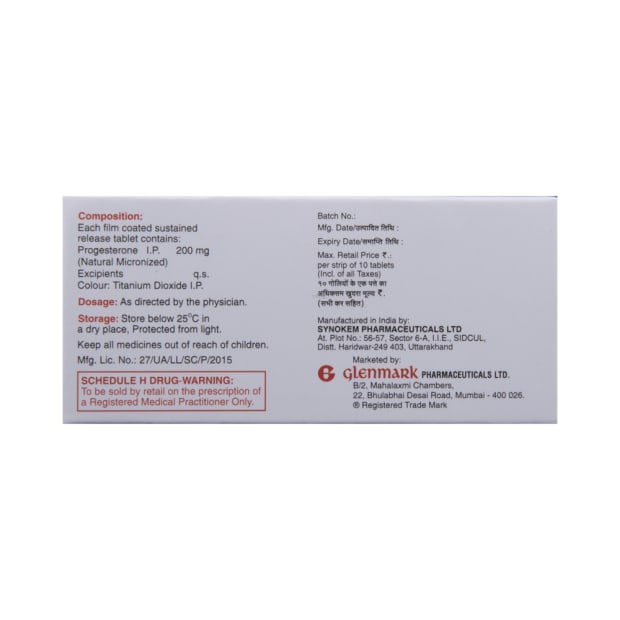 Composition:
Each film coated sustained
release tablet contains:
Progesterone I.P. 200 mg
(Natural Micronized)
Excipients q.s.
Colour: Titanium Dioxide I.P.
Dosage: As directed by the physician.
Storage: Store below 25°C in
a dry place, Protected from light.
Keep all medicines out of reach of children.
Mfg. Lic. No.: 27/UA/LL/SC/P/2015
SCHEDULE H DRUG-WARNING:
To be sold by retail on the prescription of
a Registered Medical Practitioner Only.
Batch No.:
Mfg. Date/उत्पादित तिथि :
Expiry Date/समाप्ति तिथि :
Max. Retail Price ₹.:
per strip of 10 tablets
(Incl. of all Taxes)
१० गोलियों के एक पत्ते का
अधिकतम खुदरा मूल्य ₹.
(सभी कर सहित)
Manufactured in India by:
SYNOKEM PHARMACEUTICALS LTD
At. Plot No.: 56-57, Sector 6-A, I.I.E., SIDCUL,
Distt. Haridwar-249 403, Uttarakhand
Marketed by:
glenmark PHARMACEUTICALS LTD.
B/2, Mahalaxmi Chambers,
22, Bhulabhai Desai Road, Mumbai - 400 026.
® Registered Trade Mark